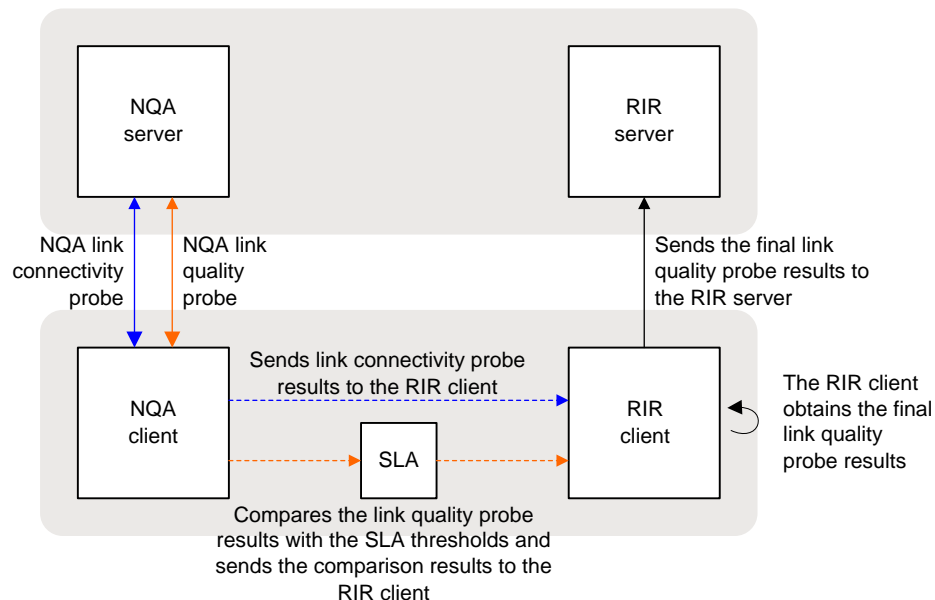 NQA
server
RIR
server
NQA link
connectivity
probe
NQA link
quality
probe
Sends the final link
quality probe results to
the RIR server
NQA
client
Sends link connectivity probe
results to the RIR client
SLA
RIR
client
The RIR client
obtains the final
link quality
probe results
Compares the link quality probe
results with the SLA thresholds and
sends the comparison results to the
RIR client